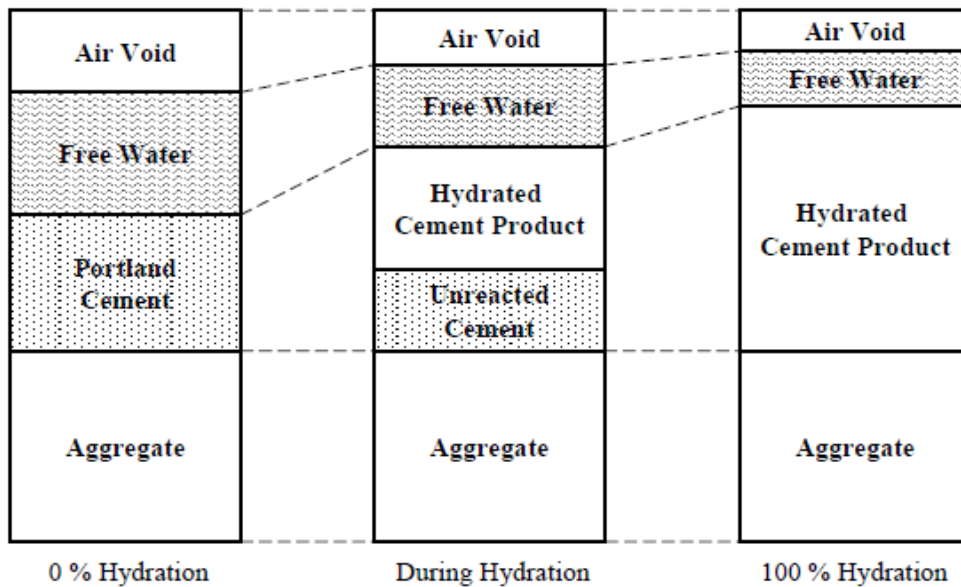 Air Void
Free Water
Portland
Cement
Aggregate
0 % Hydration
Air Void
Free Water
Hydrated
Cement Product
Unreacted
Cement
Aggregate
During Hydration
Air Void
Free Water
Hydrated
Cement Product
Aggregate
100 % Hydration